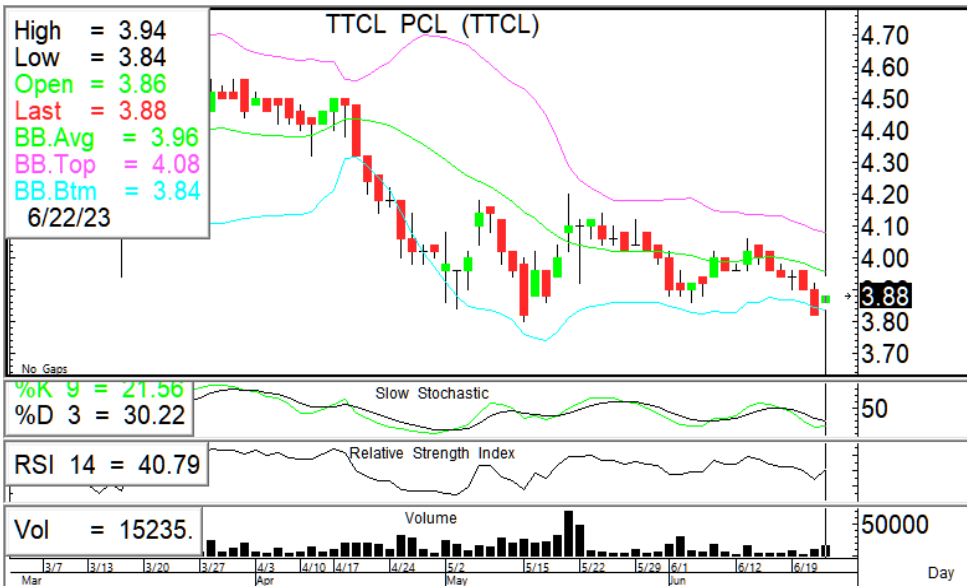 TTCL PCL (TTCL)
High = 3.94
Low = 3.84
Open = 3.86
Last = 3.88
BB.Avg = 3.96
BB.Top = 4.08
BB.Btm = 3.84
6/22/23
4.70
4.60
4.50
4.40
4.30
4.20
4.10
4.00
3.88
3.80
3.70
No Gaps
%K 9 = 21.56
%D 3 = 30.22
Slow Stochastic
50
RSI 14 = 40.79
Relative Strength Index
Vol = 15235.
Volume
50000
3/7 3/13 3/20 3/27 4/3 4/10 4/17 4/24 5/2 5/15 5/22 5/29 6/1 6/12 6/19
Mar Apr May Jun
Day